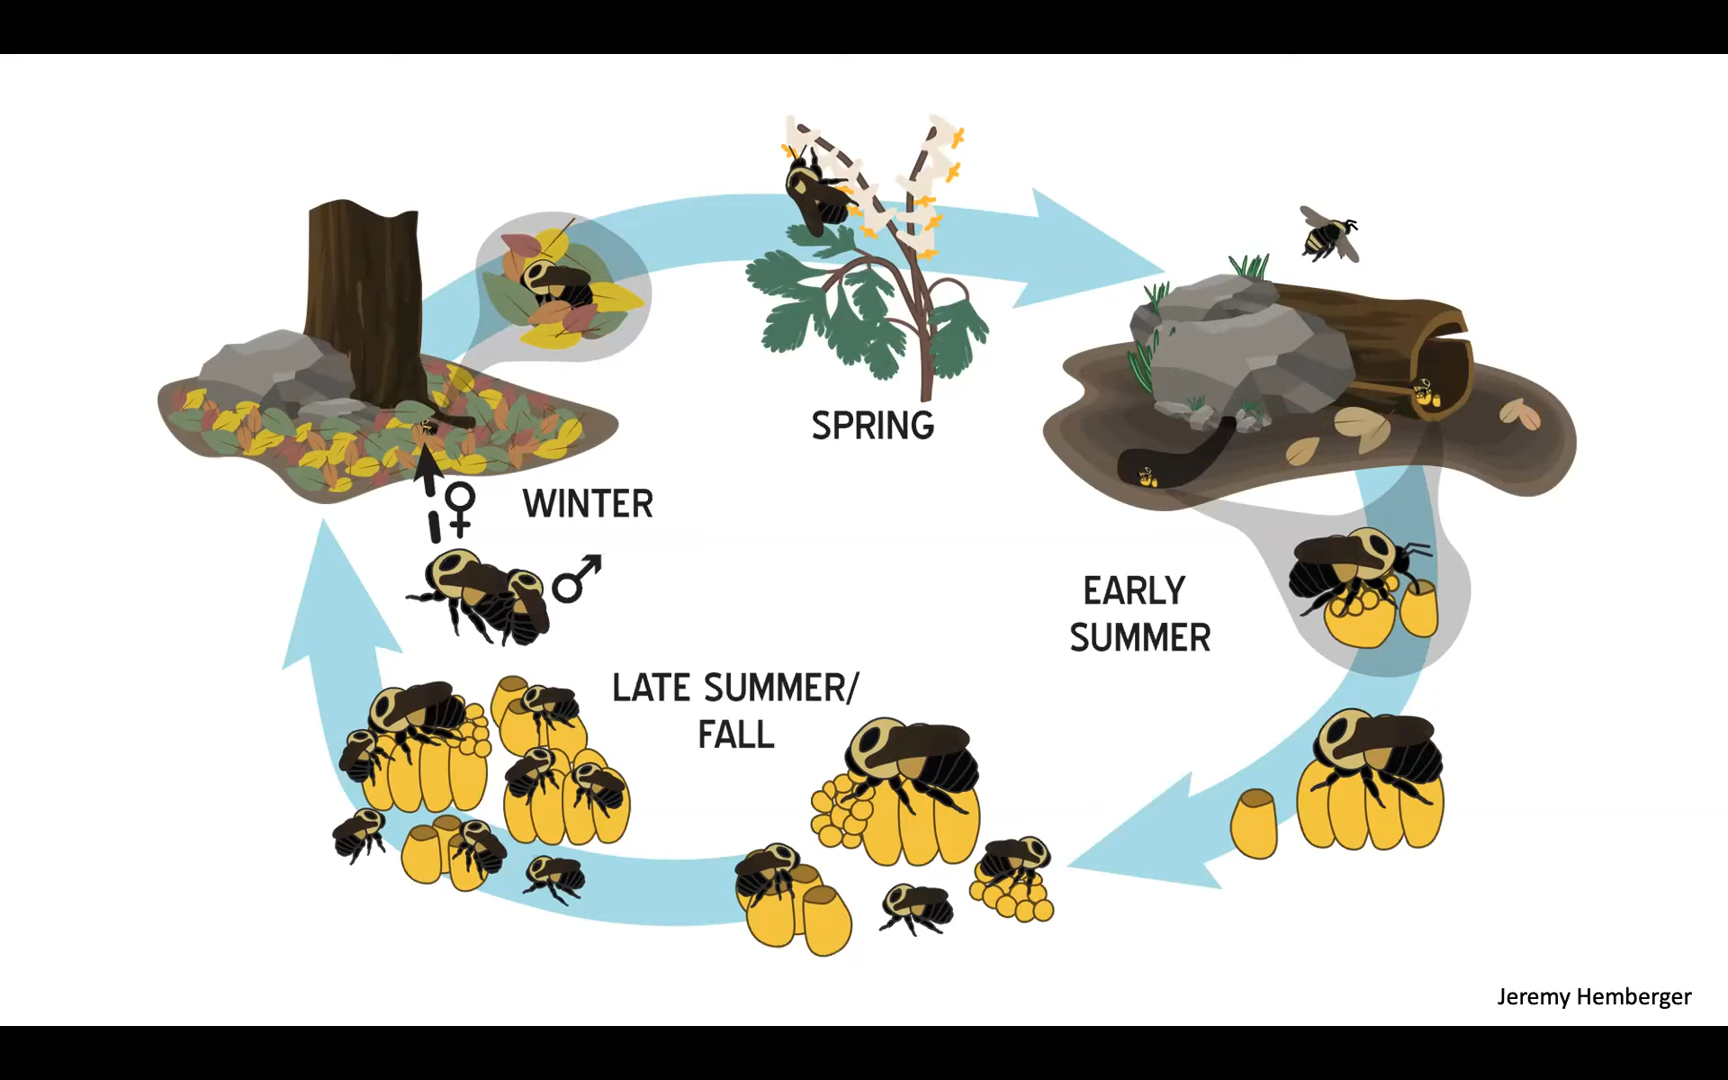 SPRING
WINTER
EARLY
SUMMER
LATE SUMMER/
FALL
Jeremy Hemberger